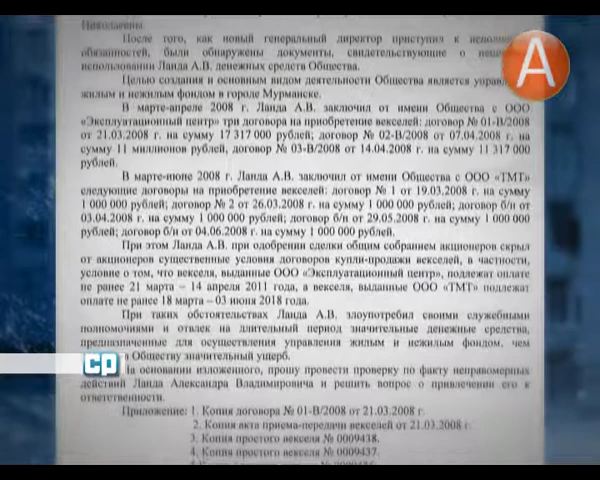 Николаевны.
После того, как новый генеральный директор приступил к
обязанностей, были обнаружены документы, свидетельствующие о
использовании Ланда А.В. денежных средств Общества.
Целью создания и основным видом деятельности Общества является
жилым и нежилым фондом в городе Мурманске.
В марте-апреле 2008 г. Ланда А.В. заключил от имени Общества с ООО
«Эксплуатационный центр» три договора на приобретение векселей: договор № 01-В/2008
от 21.03.2008 г. на сумму 17 317 000 рублей; договор № 02-В/2008 от 07.04.2008 г. на
сумму 11 миллионов рублей, договор № 03-В/2008 от 14.04.2008 г. на сумму 11 317 000
рублей.
В марте-июне 2008 г. Ланда А.В. заключил от имени Общества с ООО «ТМТ»
следующие договоры на приобретение векселей: договор № 1 от 19.03.2008 г. на сумму
1 000 000 рублей; договор № 2 от 26.03.2008 г. на сумму 1 000 000 рублей; договор б/н от
03.04.2008 г. на сумму 1 000 000 рублей; договор б/н от 29.05.2008 г. на сумму 1 000 000
рублей; договор б/н от 04.06.2008 г. на сумму 1 000 000 рублей.
При этом Ланда А.В. при одобрении сделки общим собранием акционеров скрыл
от акционеров существенные условия договоров купли-продажи векселей, в частности,
условие о том, что векселя, выданные ООО «Эксплуатационный центр», подлежат оплате
не ранее 21 марта – 14 апреля 2011 года, а векселя, выданные ООО «ТМТ» подлежат
оплате не ранее 18 марта – 03 июня 2018 года.
При таких обстоятельствах Ланда А.В. злоупотребил своими служебными
полномочиями и отвлек на длительный период значительные денежные средства,
предназначенные для осуществления управления жилым и нежилым фондом, чем
Обществу значительный ущерб.
На основании изложенного, прошу провести проверку по факту неправомерных
действий Ланда Александра Владимировича и решить вопрос о привлечении его к
ответственности.
Приложение: 1. Копия договора № 01-В/2008 от 21.03.2008 г.
2. Копия акта приема-передачи векселей от 21.03.2008 г.
3. Копия простого векселя № 0009438.
4. Копия простого векселя № 0009437.
А
ср